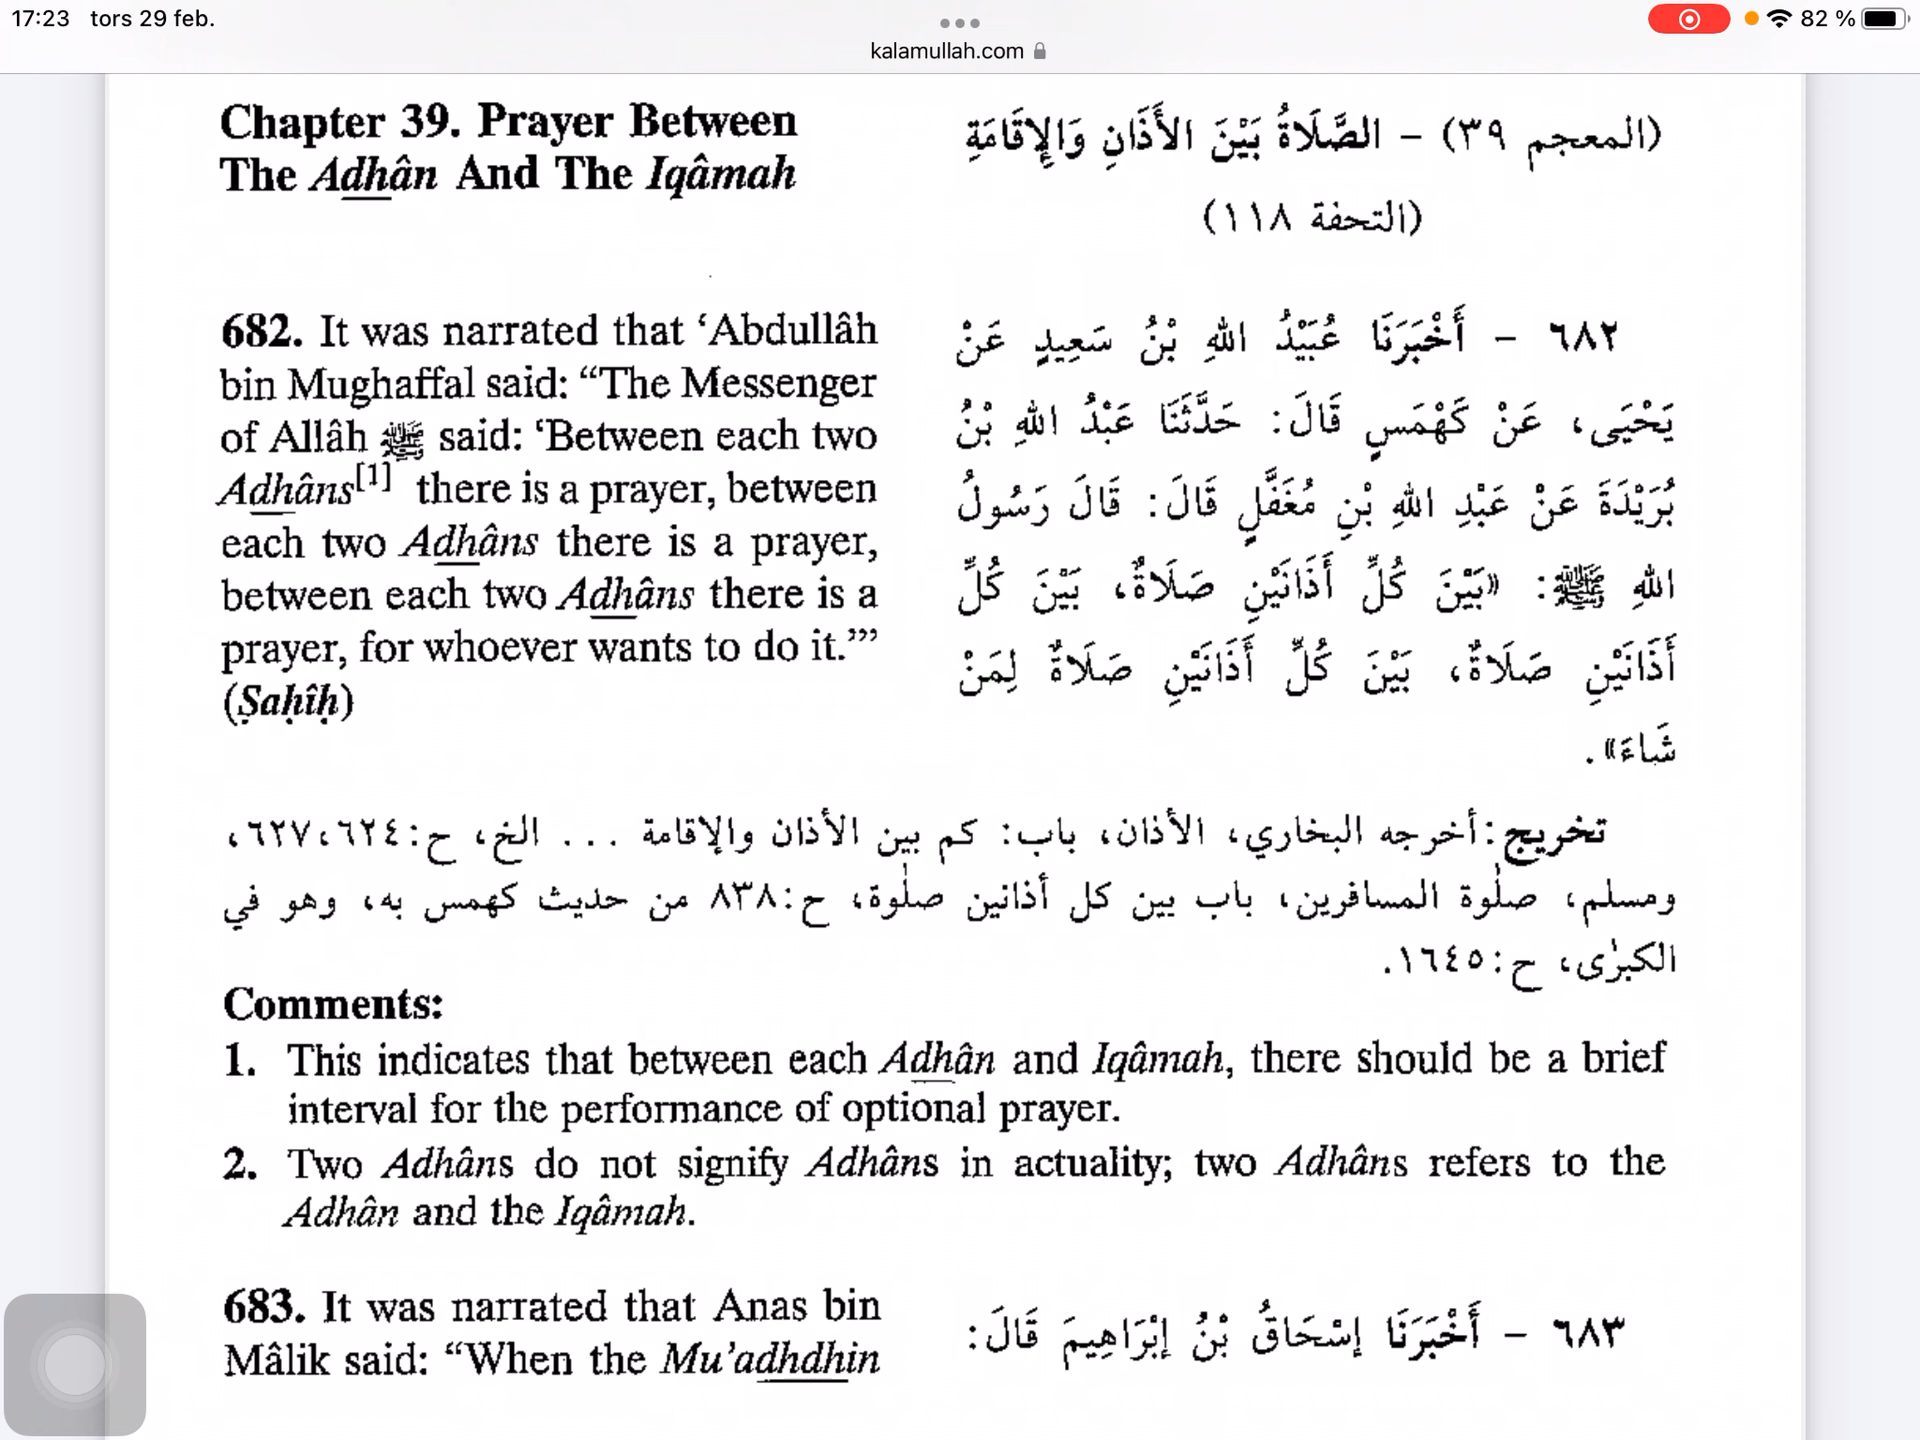 17:23 tors 29 feb.
82 %
kalamullah.com
Chapter 39. Prayer Between
The Adhân And The Iqâmah
(المعجم ٣٩) – الصَّلَاةُ بَيْنَ الأَذَانِ وَالإِقَامَةِ
(التحفة ١١٨)
682. It was narrated that ‘Abdullâh
bin Mughaffal said: “The Messenger
of Allâh ﷺ said: ‘Between each two
Adhâns[1] there is a prayer, between
each two Adhâns there is a prayer,
between each two Adhâns there is a
prayer, for whoever wants to do it.’”’
(Ṣaḥîḥ)
٦٨٢ – أَخْبَرَنَا عُبَيْدُ اللهِ بْنُ سَعِيدٍ عَنْ
يَحْيَى، عَنْ كَهْمَسٍ قَالَ: حَدَّثَنَا عَبْدُ اللهِ بْنُ
بُرَيْدَةَ عَنْ عَبْدِ اللهِ بْنِ مُغَفَّلٍ قَالَ: قَالَ رَسُولُ
اللهِ ﷺ: «بَيْنَ كُلِّ أَذَانَيْنِ صَلَاةٌ، بَيْنَ كُلِّ
أَذَانَيْنِ صَلَاةٌ، بَيْنَ كُلِّ أَذَانَيْنِ صَلَاةٌ لِمَنْ
شَاءَ».
تخريج: أخرجه البخاري، الأذان، باب: كم بين الأذان والإقامة ... الخ، ح:٦٢٤،٦٢٧،
ومسلم، صلٰوة المسافرين، باب بين كل أذانين صلٰوة، ح:٨٣٨ من حديث كهمس به، وهو في
الكبرٰى، ح:١٦٤٥.
Comments:
1. This indicates that between each Adhân and Iqâmah, there should be a brief
interval for the performance of optional prayer.
2. Two Adhâns do not signify Adhâns in actuality; two Adhâns refers to the
Adhân and the Iqâmah.
683. It was narrated that Anas bin
Mâlik said: “When the Mu’adhdhin
٦٨٣ – أَخْبَرَنَا إِسْحَاقُ بْنُ إِبْرَاهِيمَ قَالَ: